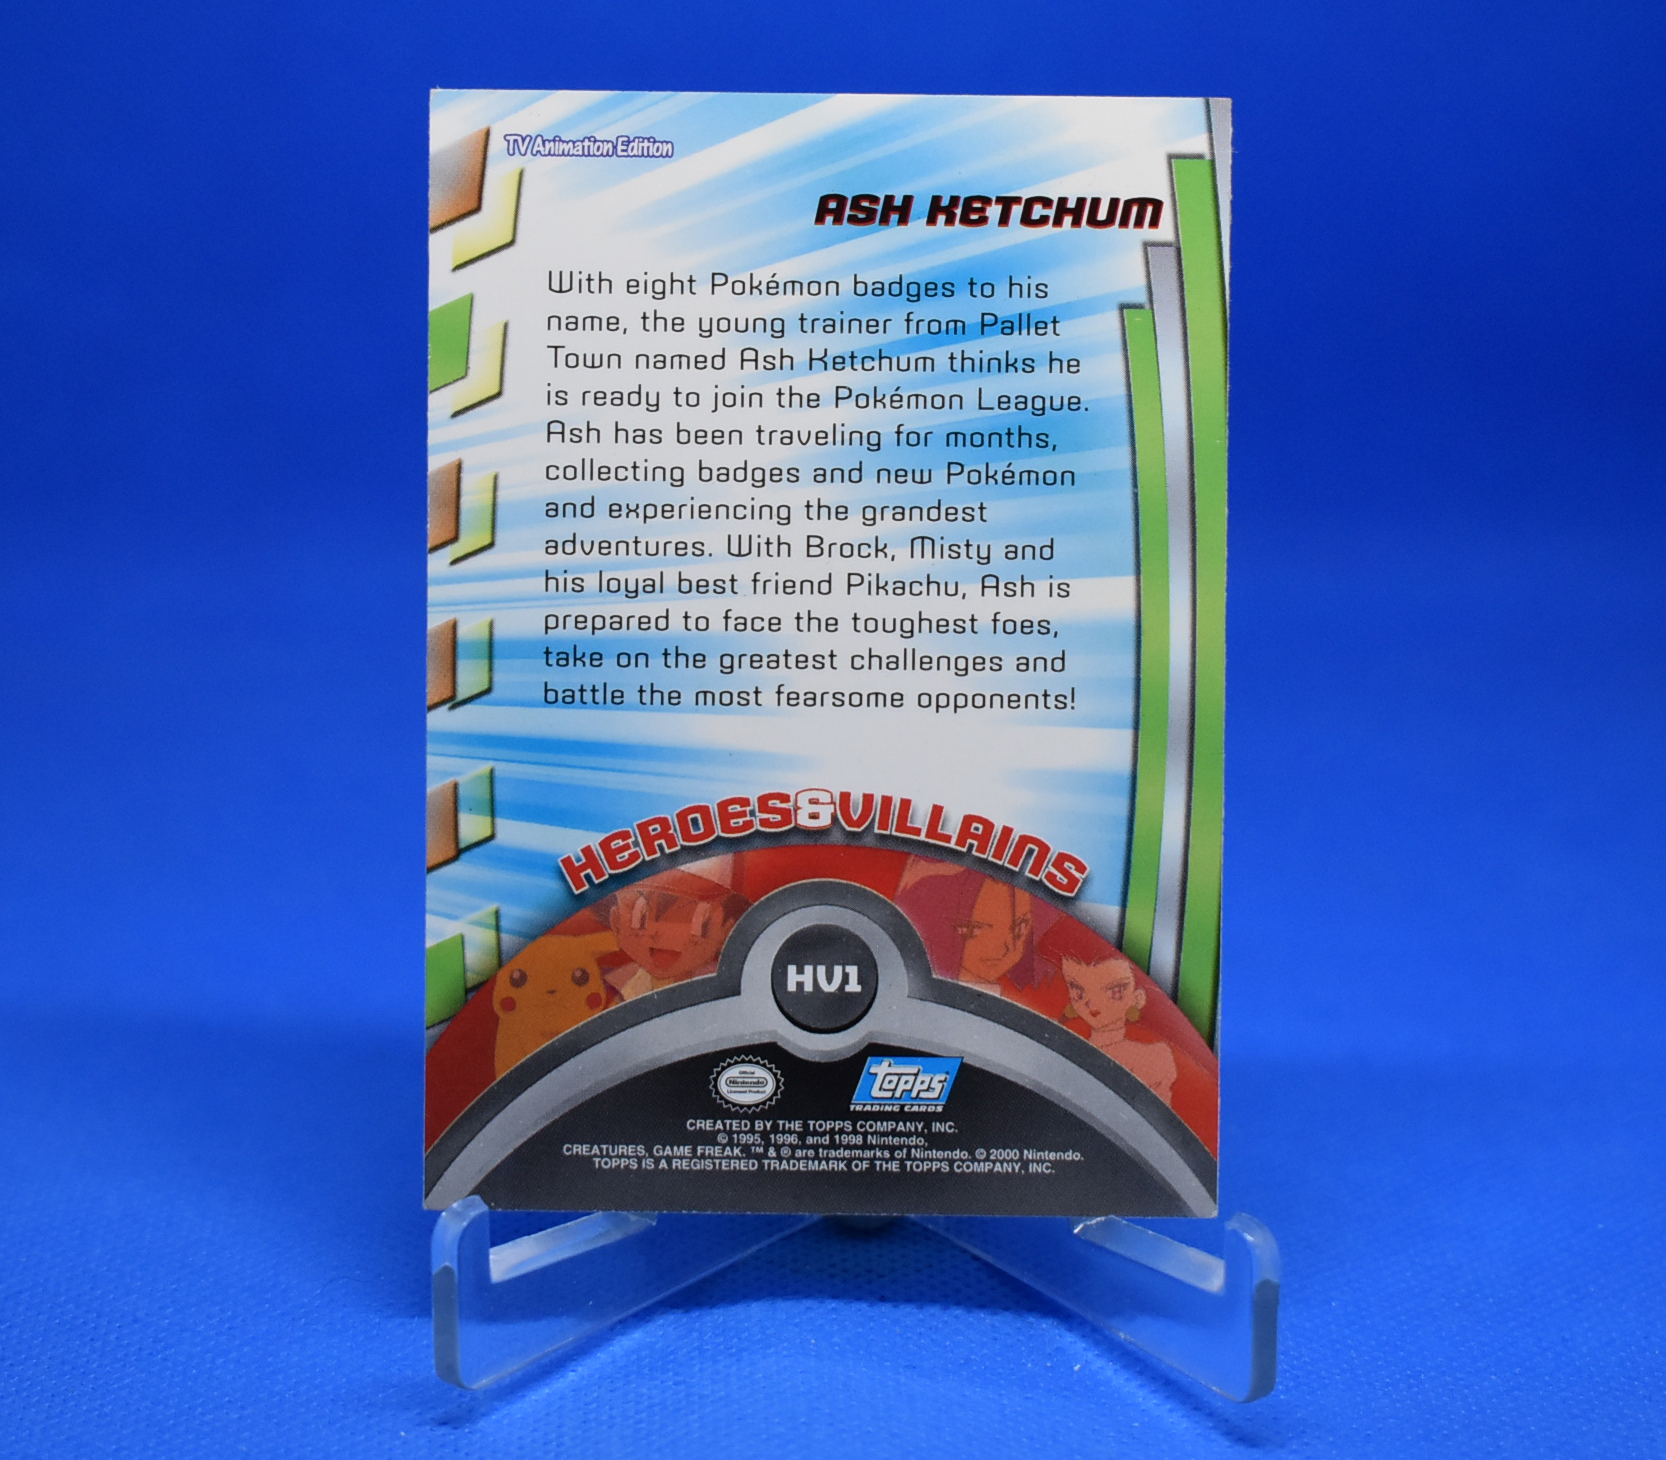 TV Animation Edition
ASH KETCHUM
With eight Pokémon badges to his
name, the young trainer from Pallet
Town named Ash Ketchum thinks he
is ready to join the Pokémon League.
Ash has been traveling for months,
collecting badges and new Pokémon
and experiencing the grandest
adventures. With Brock, Misty and
his loyal best friend Pikachu, Ash is
prepared to face the toughest foes,
take on the greatest challenges and
battle the most fearsome opponents!
HEROES&VILLAINS
HV1
Official
Nintendo
Licensed Product
topps
TRADING CARDS
CREATED BY THE TOPPS COMPANY, INC.
© 1995, 1996, and 1998 Nintendo,
CREATURES, GAME FREAK. ™ & ® are trademarks of Nintendo. © 2000 Nintendo.
TOPPS IS A REGISTERED TRADEMARK OF THE TOPPS COMPANY, INC.